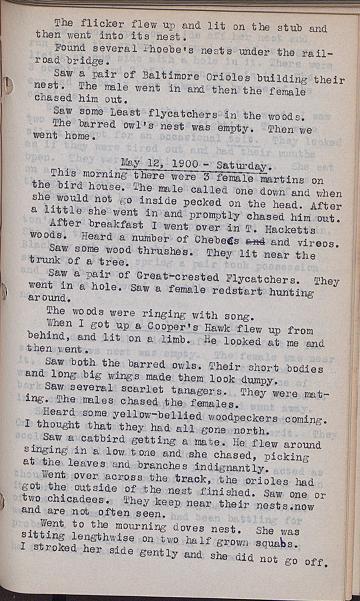 The flicker flew up and lit on the stub and
then went into its nest.
Found several Phoebe's nests under the rail-
road bridge.
Saw a pair of Baltimore Orioles building their
nest. The male went in and then the female
chased him out.
Saw some Least flycatchers in the woods.
The barred owl's nest was empty. Then we
went home.
May 12, 1900 - Saturday.
This morning there were 3 female martins on
the bird house. The male called one down and when
she would not go inside pecked on the head. After
a little she went in and promptly chased him out.
After breakfast I went over in T. Hacketts
woods. Heard a number of Chebecs and and vireos.
Saw some wood thrushes. They lit near the
trunk of a tree.
Saw a pair of Great-crested Flycatchers. They
went in a hole. Saw a female redstart hunting
around.
The woods were ringing with song.
When I got up a Cooper's Hawk flew up from
behind, and lit on a limb. He looked at me and
then went.
Saw both the barred owls. Their short bodies
and long big wings made them look dumpy.
Saw several scarlet tanagers. They were mat-
ing. The males chased the females.
Heard some yellow-bellied woodpeckers coming.
I thought that they had all gone north.
Saw a catbird getting a mate. He flew around
singing in a low tone and she chased, picking
at the leaves and branches indignantly.
Went over across the track, the orioles had
got the outside of the nest finished. Saw one or
two chicadees. They keep near their nests.now
and are not often seen.
Went to the mourning doves nest. She was
sitting lengthwise on two half grown squabs.
I stroked her side gently and she did not go off.